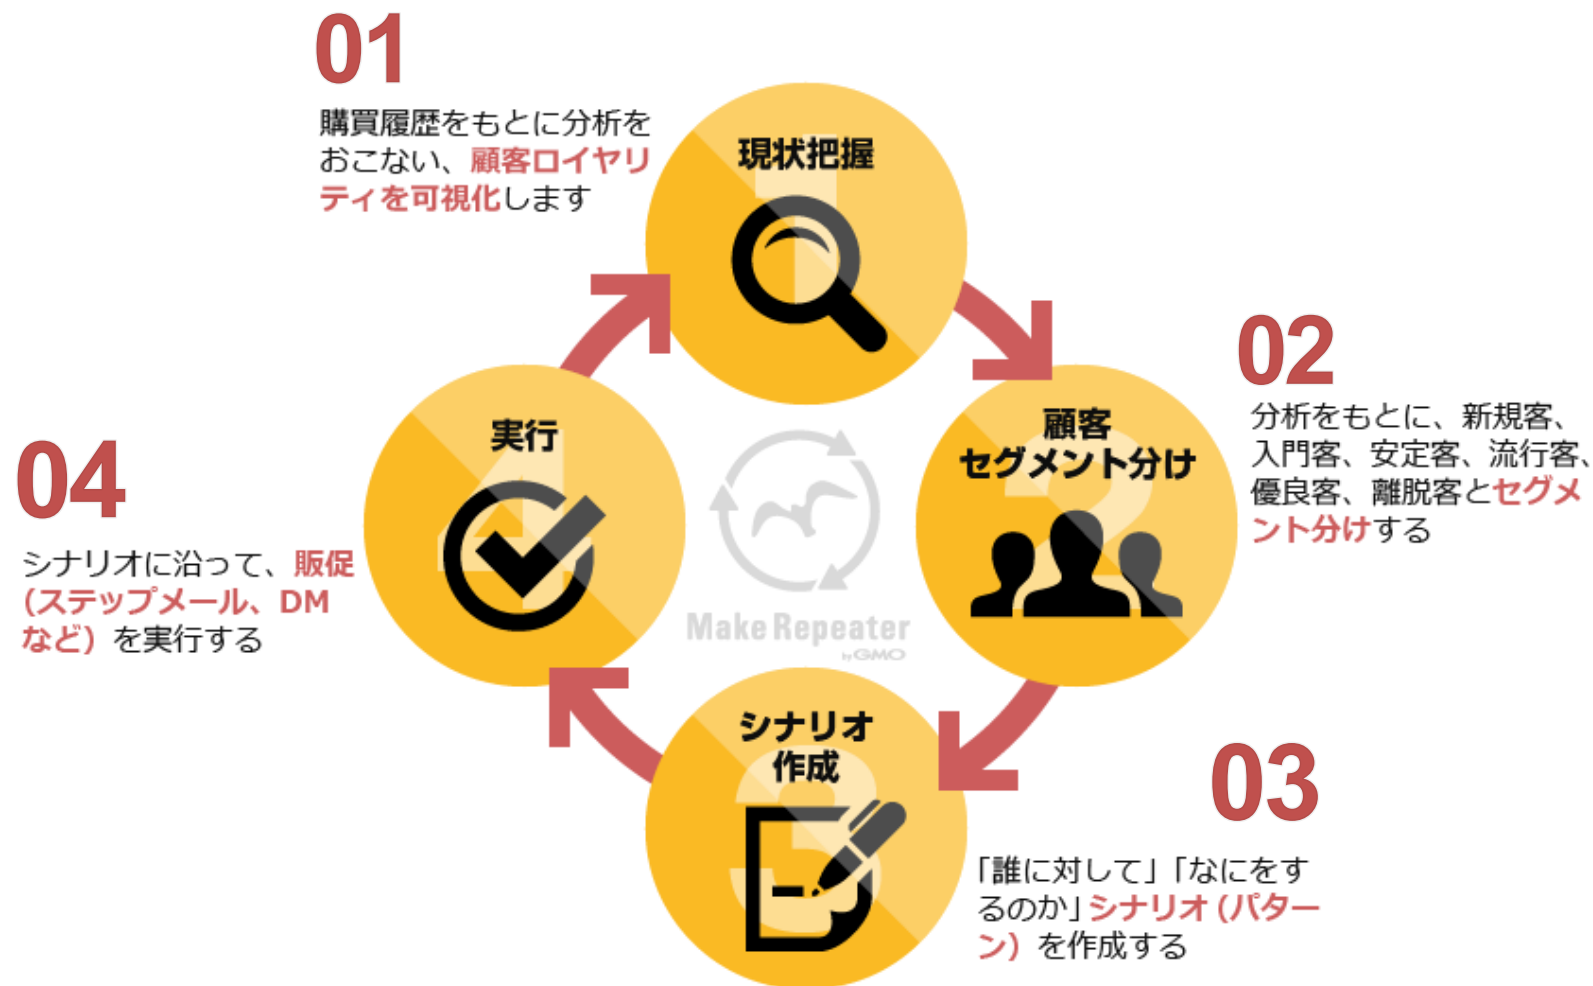 01
購買履歴をもとに分析を
おこない、顧客ロイヤリ
ティを可視化します
1
現状把握
02
分析をもとに、新規客、
入門客、安定客、流行客、
優良客、離脱客とセグメ
ント分けする
2
顧客
セグメント分け
03
「誰に対して」「なにをす
るのか」シナリオ(パター
ン)を作成する
3
シナリオ
作成
04
シナリオに沿って、販促
(ステップメール、DM
など)を実行する
4
実行
Make Repeater
by GMO